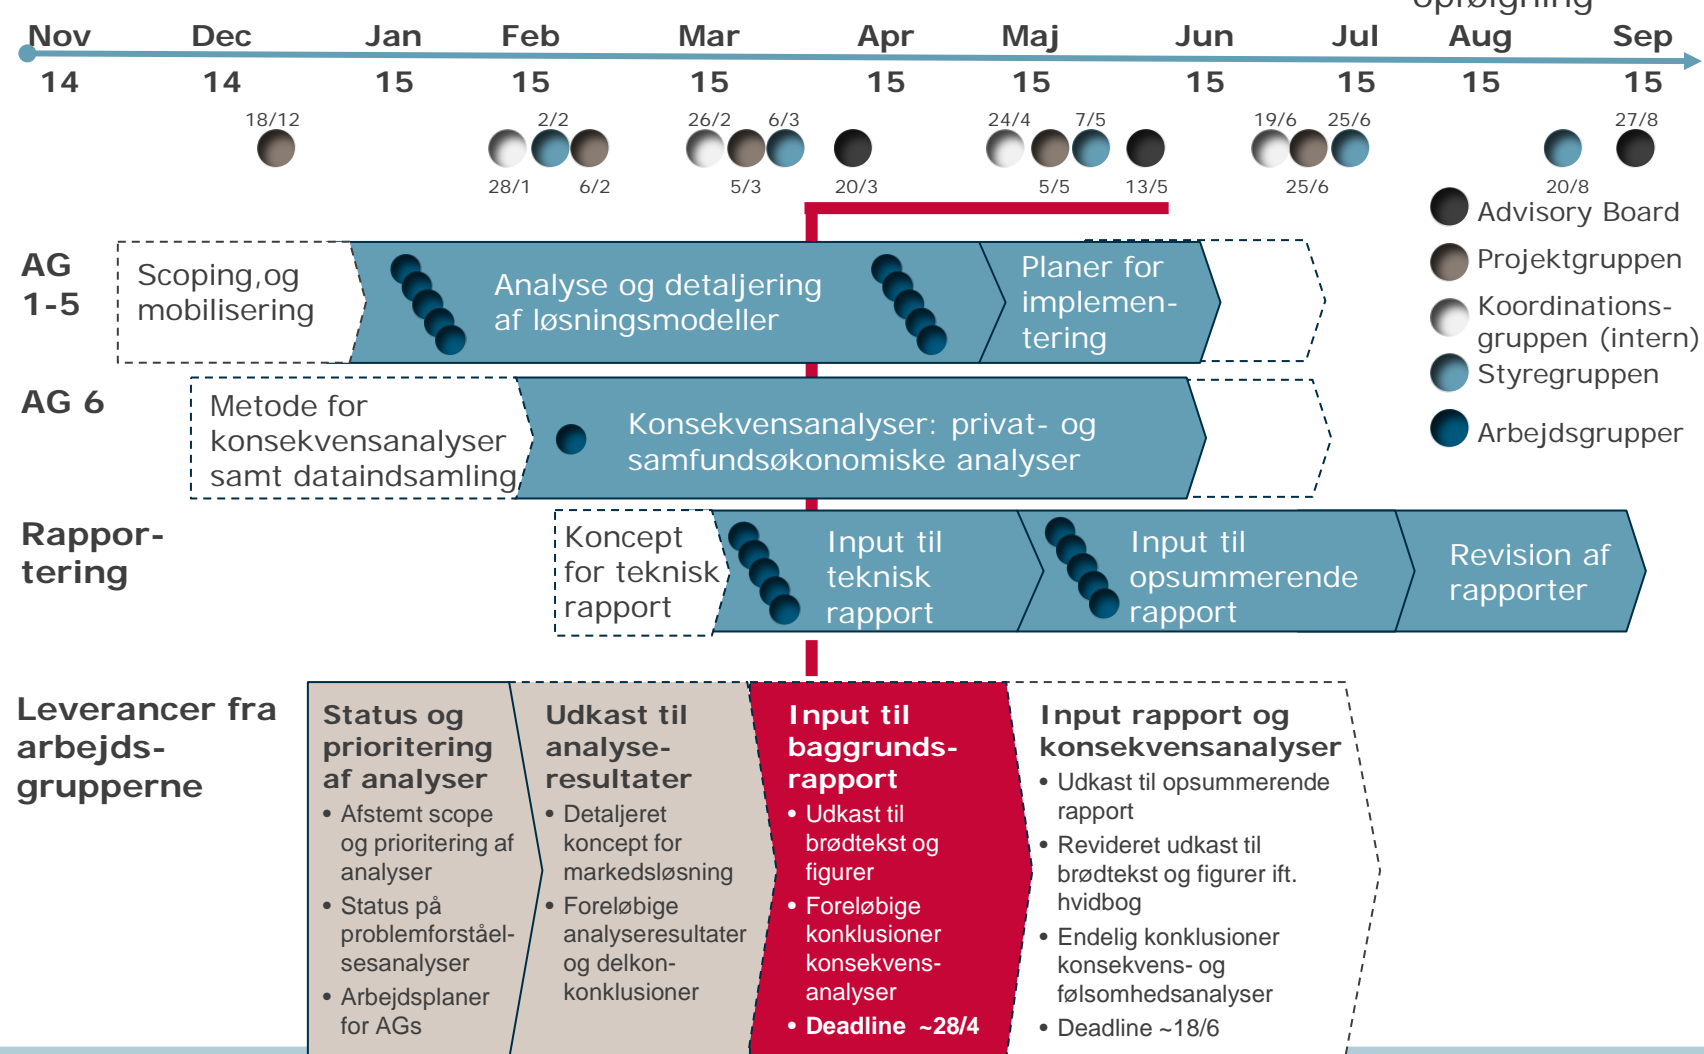 opfølgning
Nov Dec Jan Feb Mar Apr Maj Jun Jul Aug Sep
14 14 15 15 15 15 15 15 15 15 15
18/12 2/2 26/2 6/3 24/4 7/5 19/6 25/6 27/8
28/1 6/2 5/3 20/3 5/5 13/5 25/6 20/8
Advisory Board
Projektgruppen
Koordinations-
gruppen (intern)
Styregruppen
Arbejdsgrupper
AG
1-5
Scoping,og
mobilisering
Analyse og detaljering
af løsningsmodeller
Planer for
implemen-
tering
AG 6
Metode for
konsekvensanalyser
samt dataindsamling
Konsekvensanalyser: privat- og
samfundsøkonomiske analyser
Rappor-
tering
Koncept
for teknisk
rapport
Input til
teknisk
rapport
Input til
opsummerende
rapport
Revision af
rapporter
Leverancer fra
arbejds-
grupperne
Status og
prioritering
af analyser
• Afstemt scope
og prioritering af
analyser
• Status på
problemforståel-
sesanalyser
• Arbejdsplaner
for AGs
Udkast til
analyse-
resultater
• Detaljeret
koncept for
markedsløsning
• Foreløbige
analyseresultater
og delkon-
konklusioner
Input til
baggrunds-
rapport
• Udkast til
brødtekst og
figurer
• Foreløbige
konklusioner
konsekvens-
analyser
• Deadline ~28/4
Input rapport og
konsekvensanalyser
• Udkast til opsummerende
rapport
• Revideret udkast til
brødtekst og figurer ift.
hvidbog
• Endelig konklusioner
konsekvens- og
følsomhedsanalyser
• Deadline ~18/6